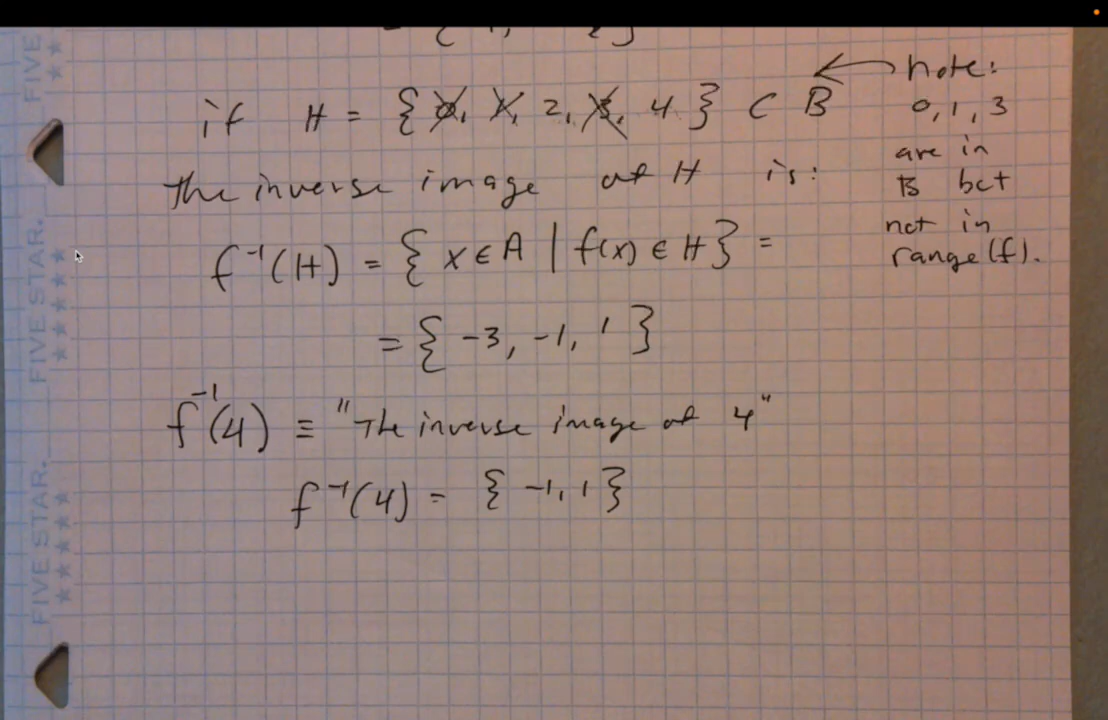 if H = { 0, 1, 2, 3, 4 } ⊂ B
note:
0, 1, 3
are in
B but
not in
range(f).
the inverse image of H is:
f⁻¹(H) = { x ∈ A | f(x) ∈ H } =
= { -3, -1, 1 }
f⁻¹(4) ≡ "The inverse image of 4"
f⁻¹(4) = { -1, 1 }
FIVE
FIVE STAR.
FIVE STAR.